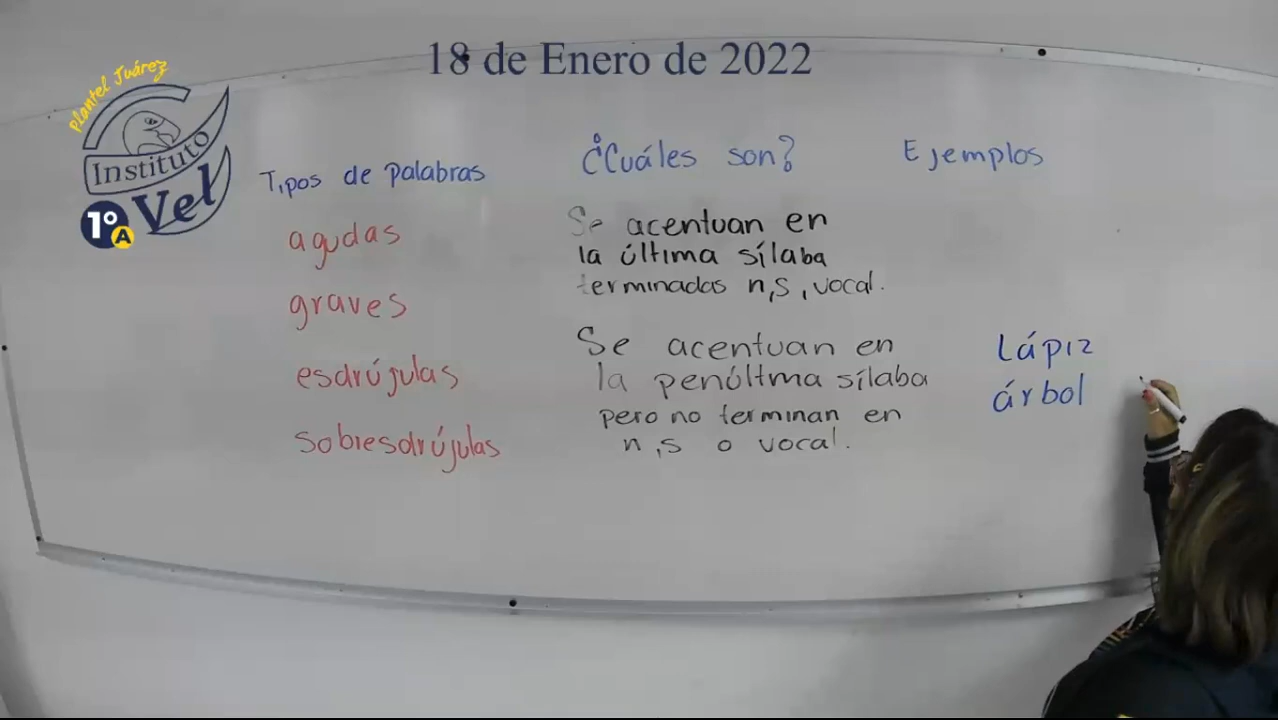 18 de Enero de 2022
Plantel Juárez
Instituto
Vel
1° A
Tipos de palabras
agudas
graves
esdrújulas
sobresdrújulas
¿Cuáles son?
Se acentuan en
la última sílaba
terminadas n,s,vocal.
Se acentuan en
la penúltima sílaba
pero no terminan en
n,s o vocal.
Ejemplos
Lápiz
árbol